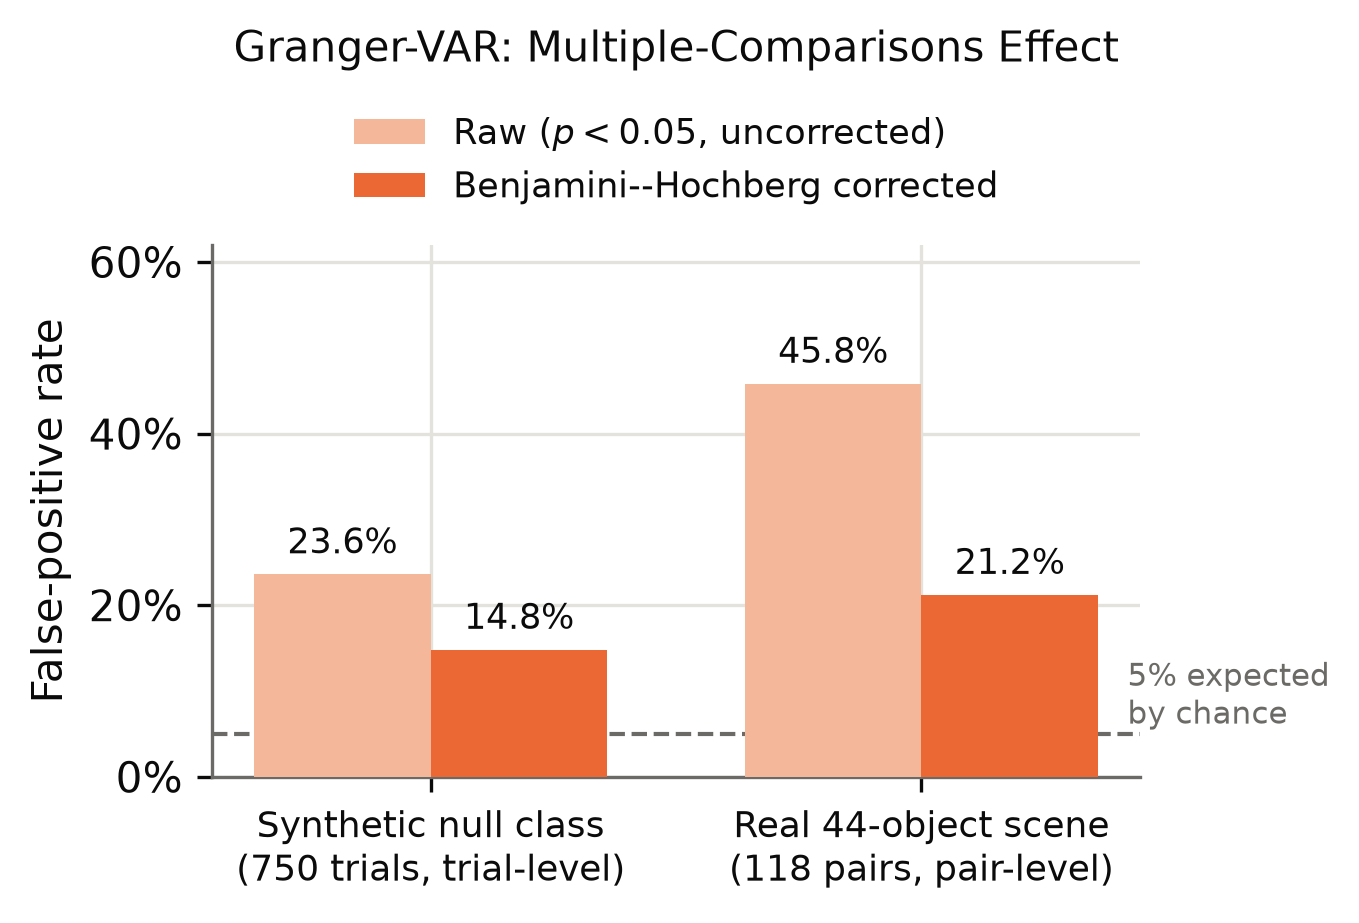 Granger-VAR: Multiple-Comparisons Effect
Raw (p < 0.05, uncorrected)
Benjamini--Hochberg corrected
False-positive rate
60%
40%
20%
0%
23.6%
14.8%
45.8%
21.2%
5% expected
by chance
Synthetic null class
(750 trials, trial-level)
Real 44-object scene
(118 pairs, pair-level)